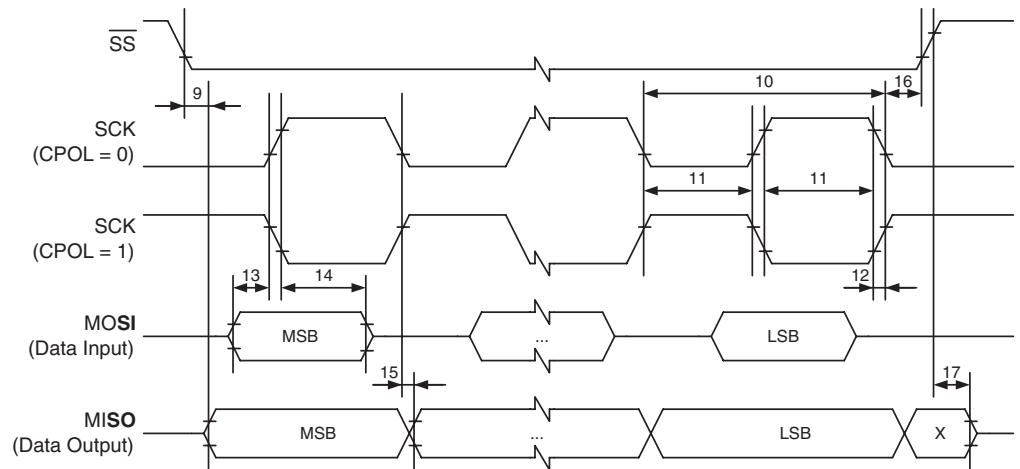 SS
9
10
16
SCK
(CPOL = 0)
11
11
SCK
(CPOL = 1)
12
13
14
MOSI
(Data Input)
MSB
...
LSB
15
17
MISO
(Data Output)
MSB
...
LSB
X